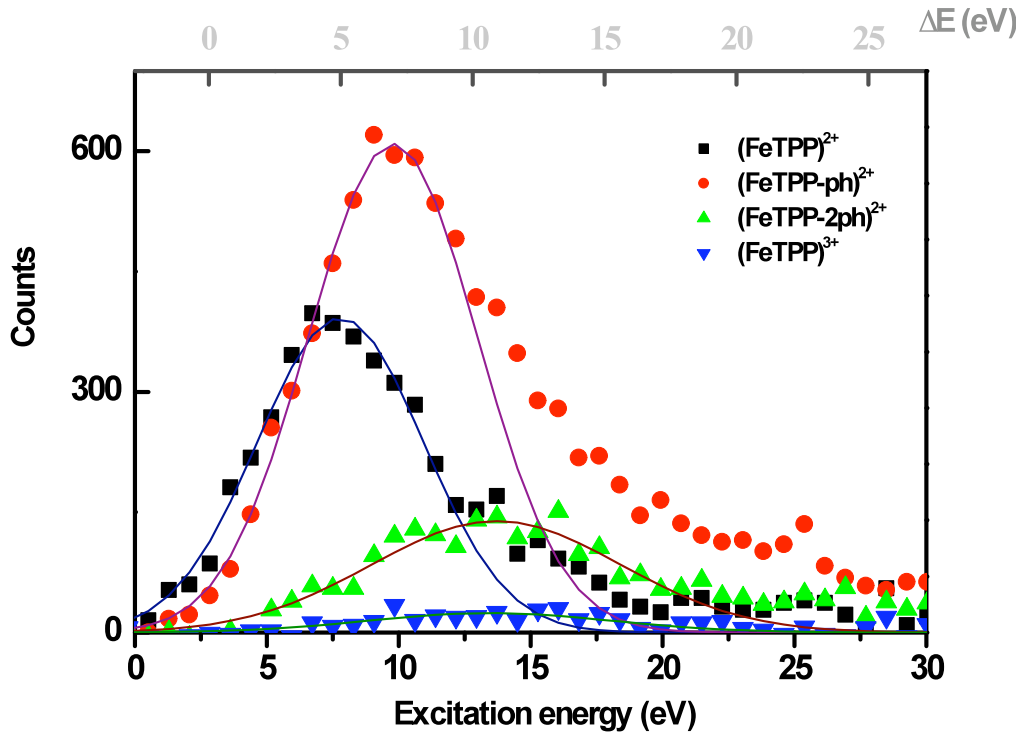 0 5 10 15 20 25 ΔE (eV)
600
300
0
Counts
(FeTPP)²⁺
(FeTPP-ph)²⁺
(FeTPP-2ph)²⁺
(FeTPP)³⁺
0 5 10 15 20 25 30
Excitation energy (eV)